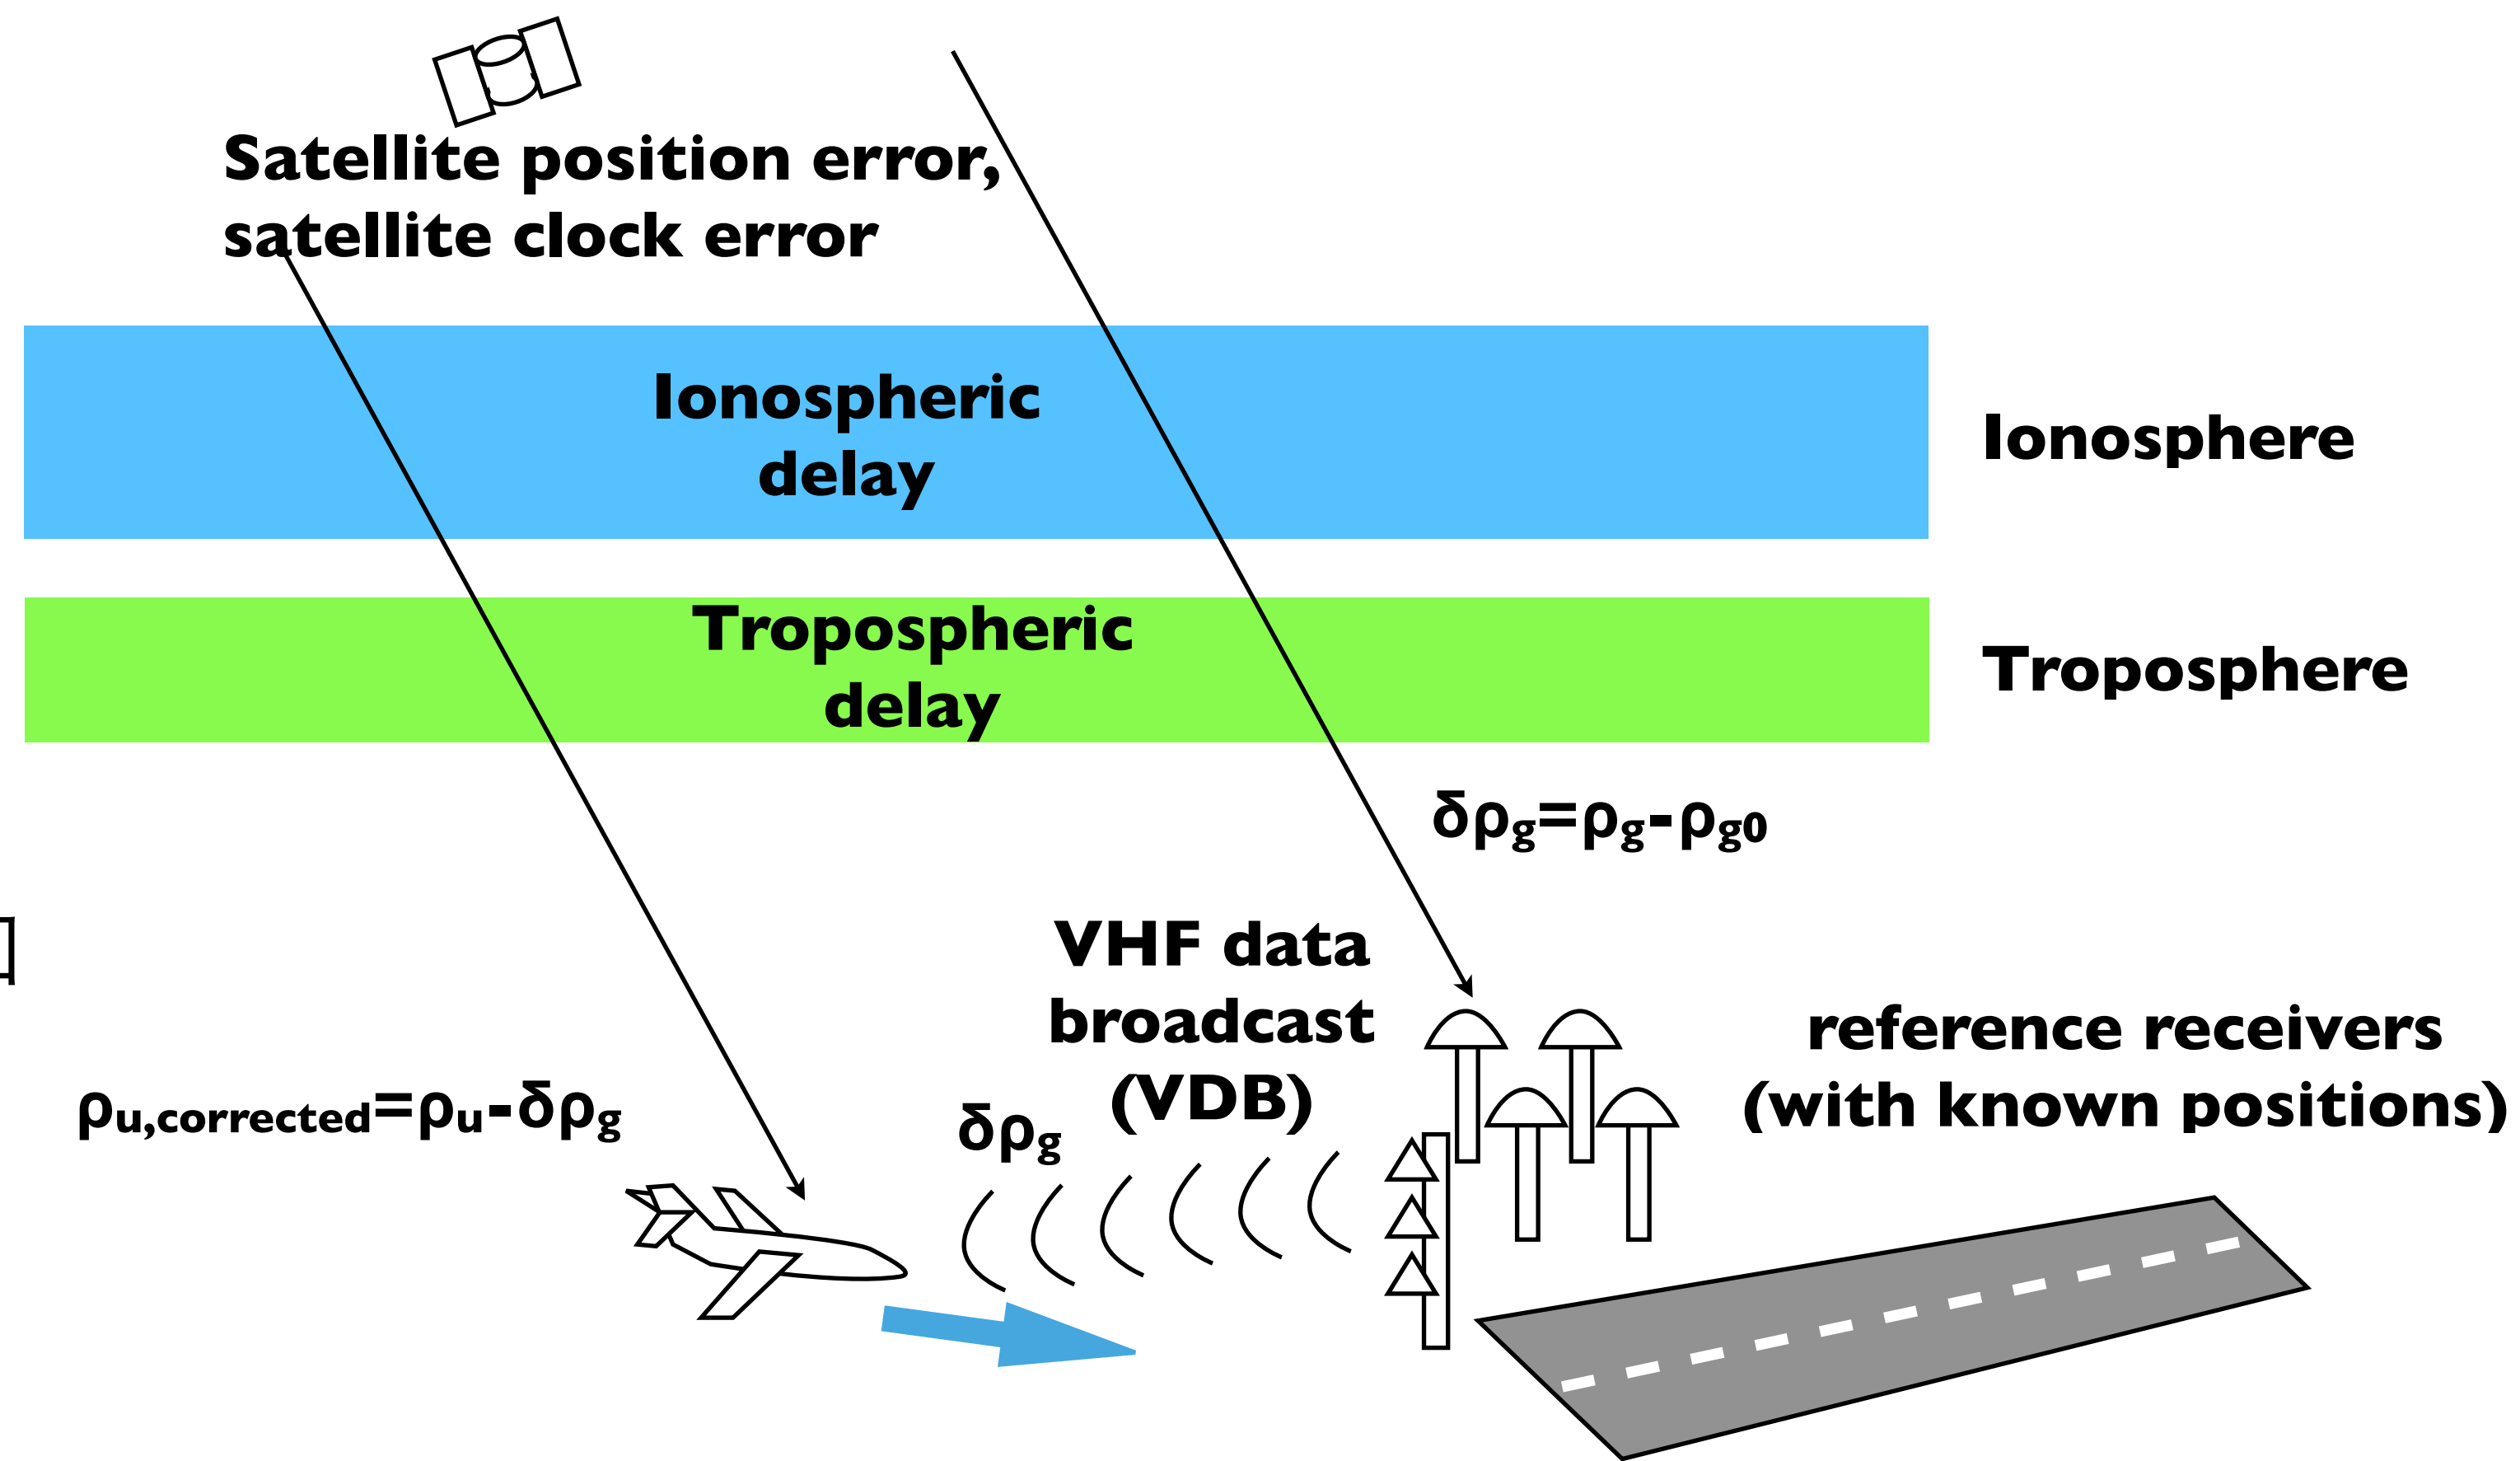 Satellite position error,
satellite clock error
Ionospheric
delay
Ionosphere
Tropospheric
delay
Troposphere
δρg=ρg-ρg0
VHF data
broadcast
(VDB)
reference receivers
(with known positions)
ρu,corrected=ρu-δρg
δρg